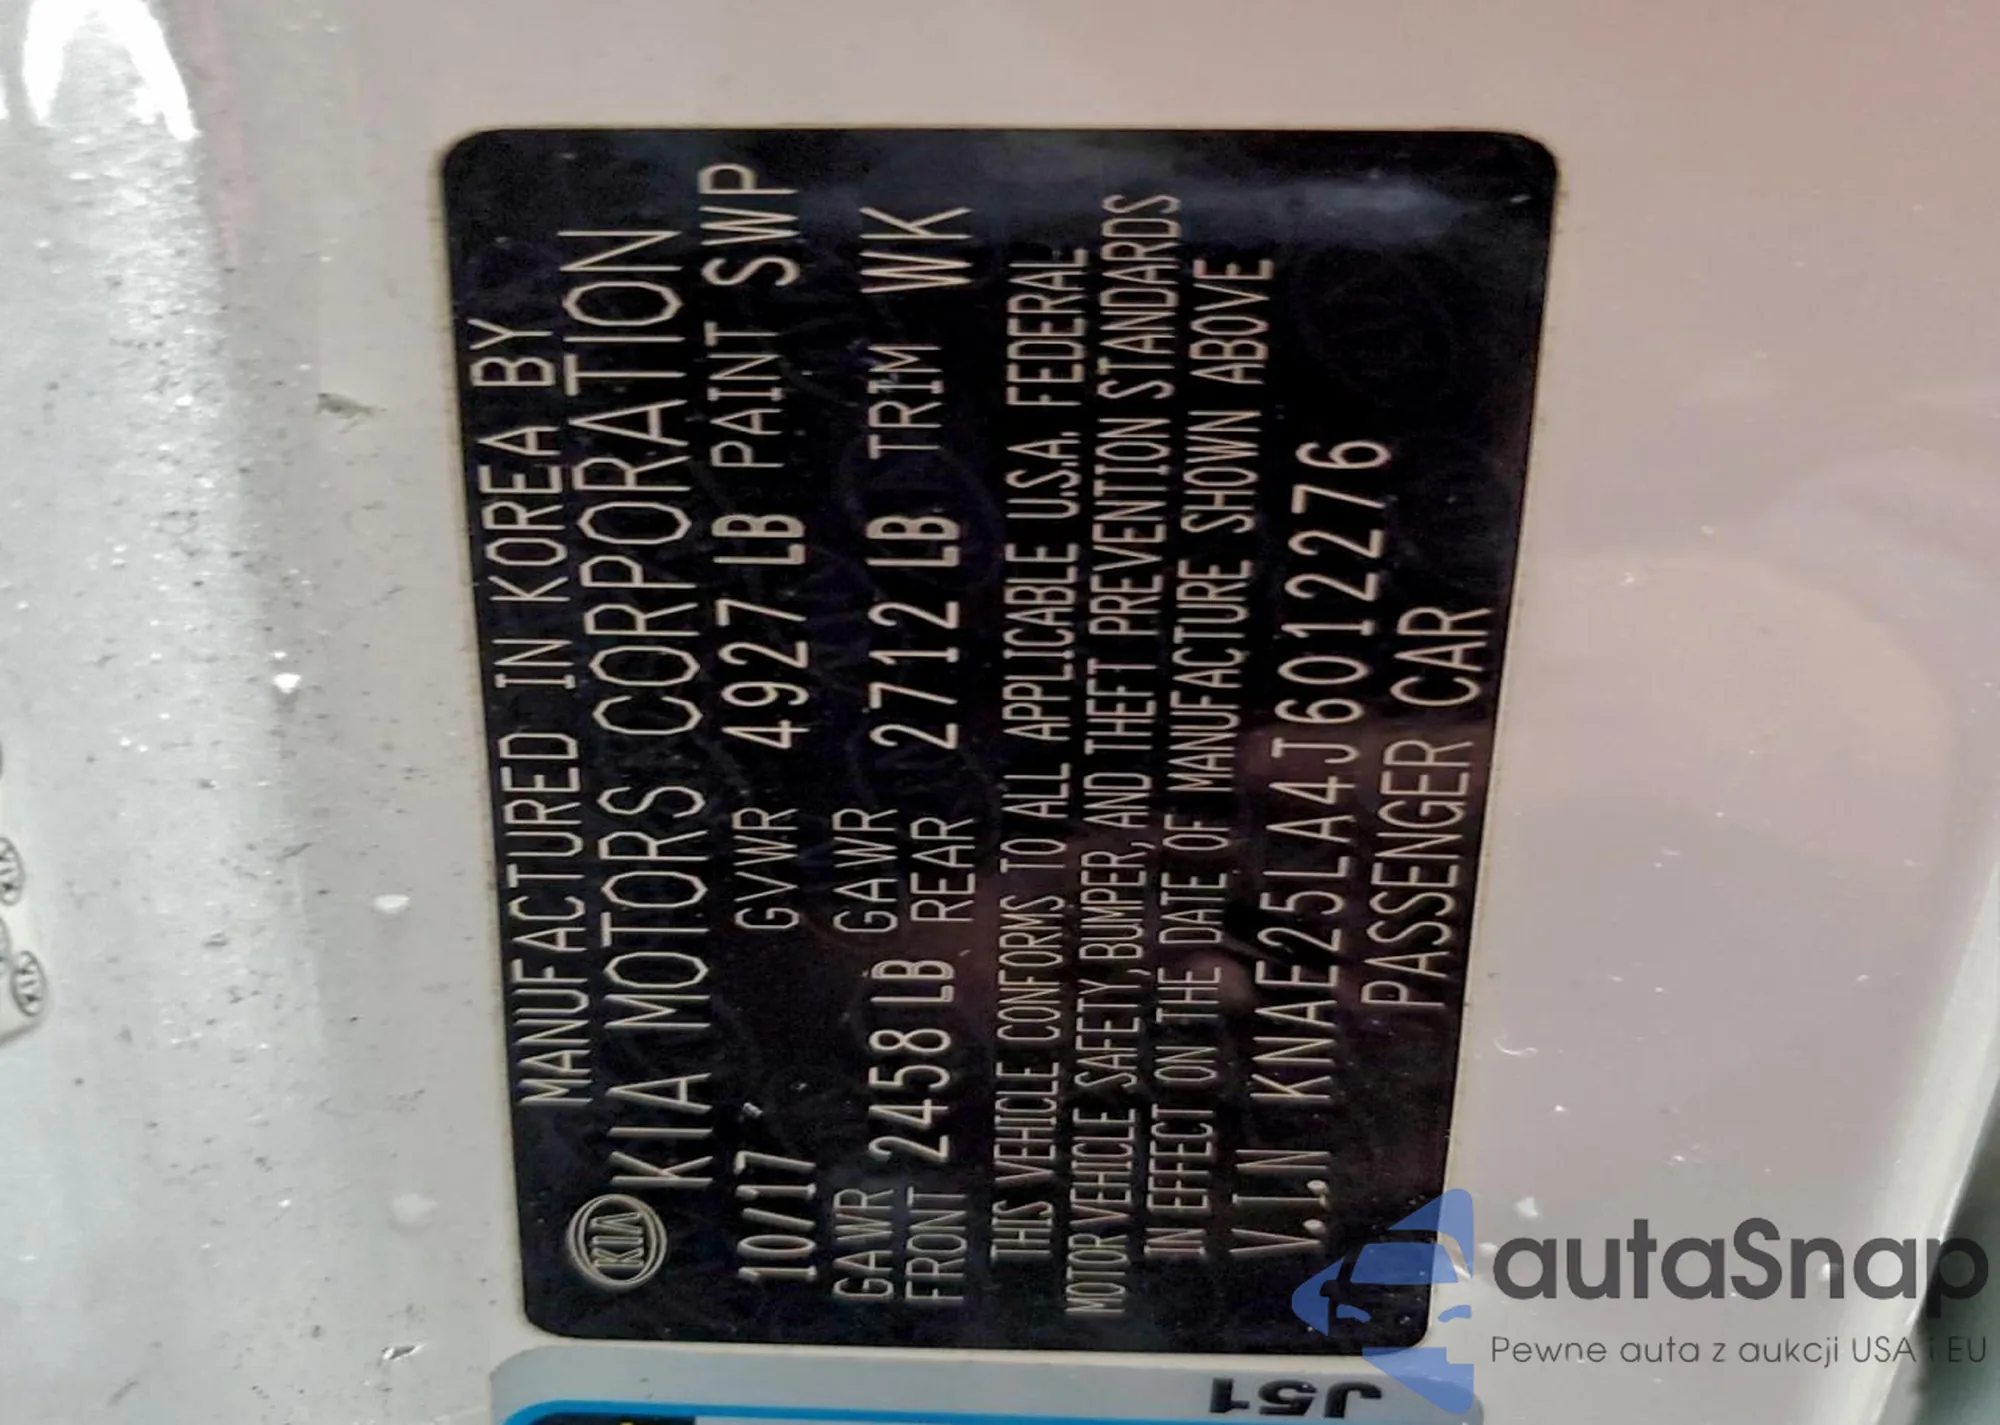 MANUFACTURED IN KOREA BY
KIA KIA MOTORS CORPORATION
10/17 GVWR 4927 LB PAINT SWP
GAWR FRONT 2458 LB GAWR REAR 2712 LB TRIM WK
THIS VEHICLE CONFORMS TO ALL APPLICABLE U.S.A. FEDERAL
MOTOR VEHICLE SAFETY, BUMPER, AND THEFT PREVENTION STANDARDS
IN EFFECT ON THE DATE OF MANUFACTURE SHOWN ABOVE
V.I.N KNAE25LA4J6012276
PASSENGER CAR
J51
KIA
KIA
autaSnap
Pewne auta z aukcji USA i EU